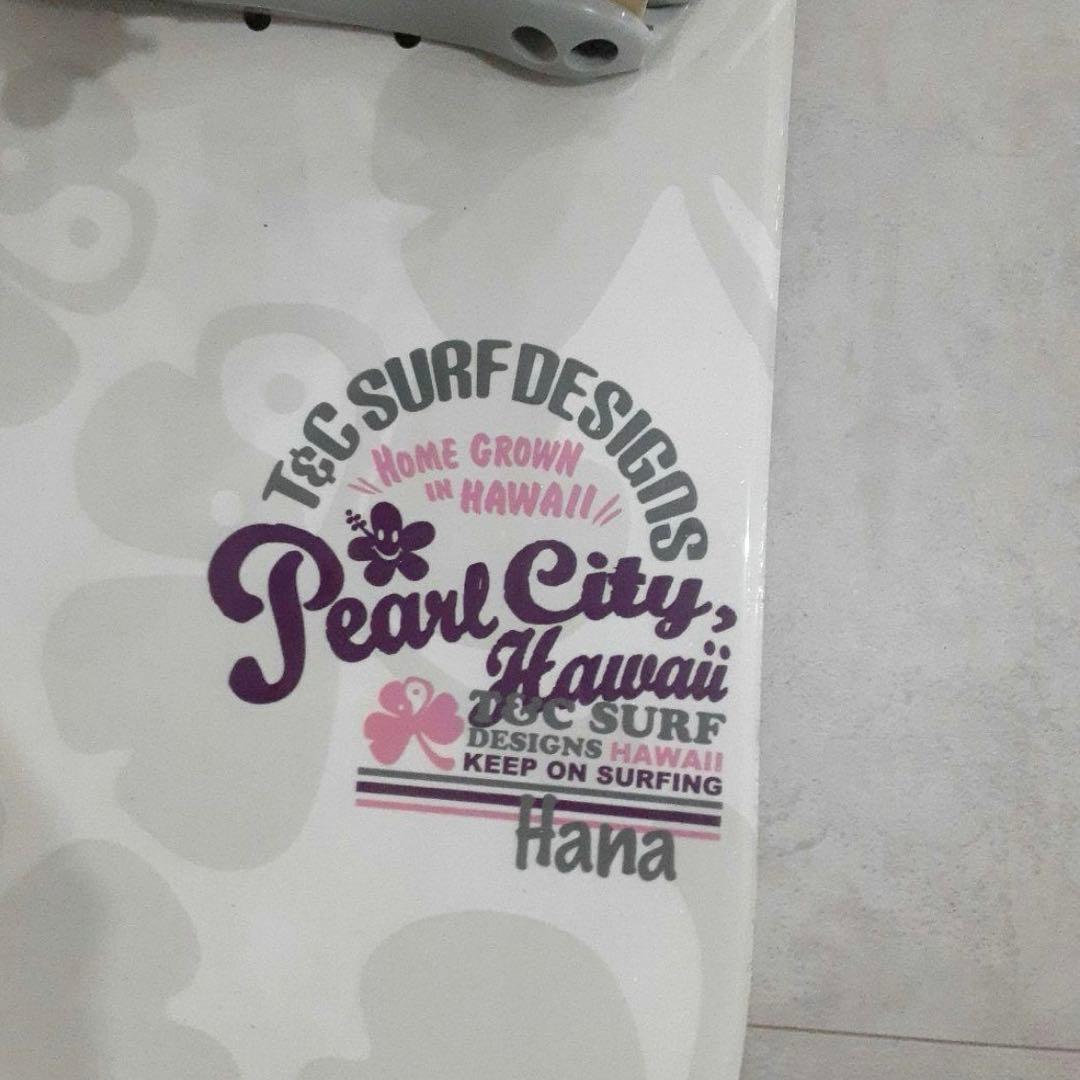 T&C SURF DESIGNS
HOME GROWN
IN HAWAII
Pearl City,
Hawaii
T&C SURF
DESIGNS HAWAII
KEEP ON SURFING
Hana